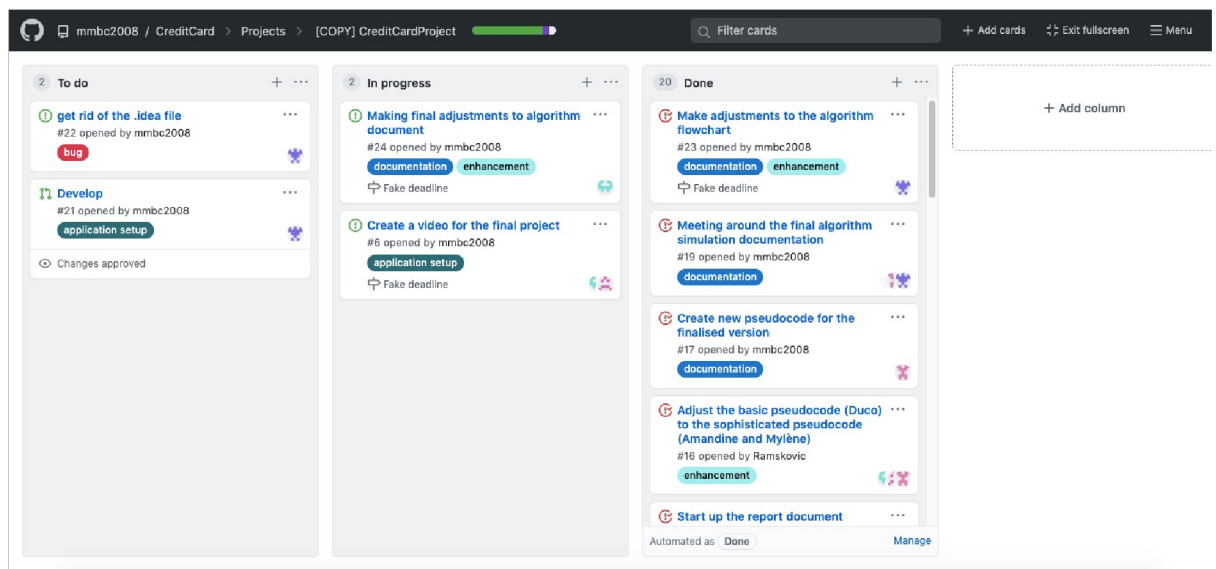 mmbc2008 / CreditCard > Projects > [COPY] CreditCardProject
Filter cards
+ Add cards
Exit fullscreen
Menu
2 To do
get rid of the .idea file
#22 opened by mmbc2008
bug
Develop
#21 opened by mmbc2008
application setup
Changes approved
2 In progress
Making final adjustments to algorithm
document
#24 opened by mmbc2008
documentation enhancement
Fake deadline
Create a video for the final project
#6 opened by mmbc2008
application setup
Fake deadline
20 Done
Make adjustments to the algorithm
flowchart
#23 opened by mmbc2008
documentation enhancement
Fake deadline
Meeting around the final algorithm
simulation documentation
#19 opened by mmbc2008
documentation
Create new pseudocode for the
finalised version
#17 opened by mmbc2008
documentation
Adjust the basic pseudocode (Duco)
to the sophisticated pseudocode
(Amandine and Mylène)
#16 opened by Ramskovic
enhancement
Start up the report document
Automated as Done
Manage
+ Add column